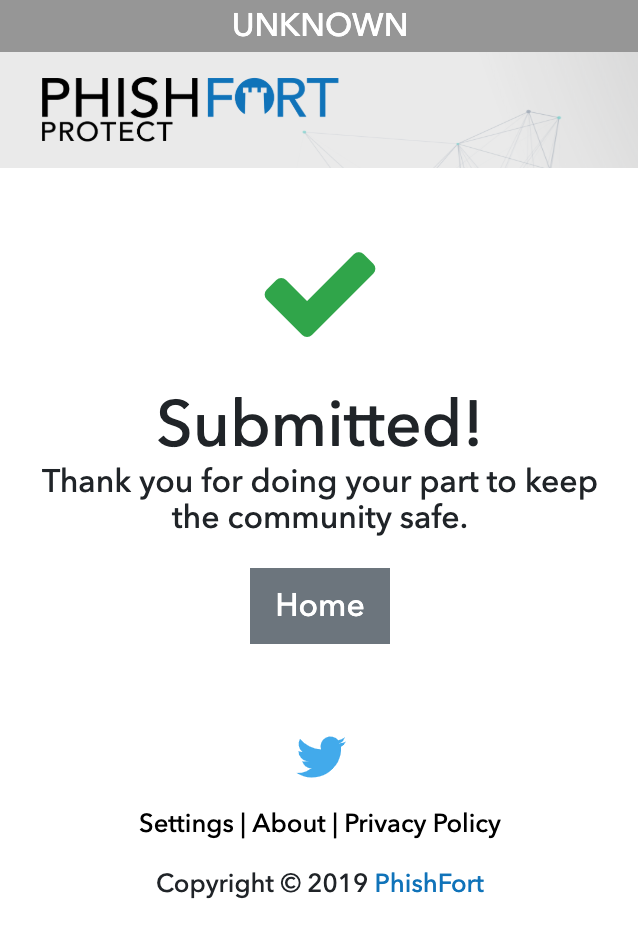 UNKNOWN
PHISHFORT
PROTECT
Submitted!
Thank you for doing your part to keep
the community safe.
Home
Settings | About | Privacy Policy
Copyright © 2019 PhishFort